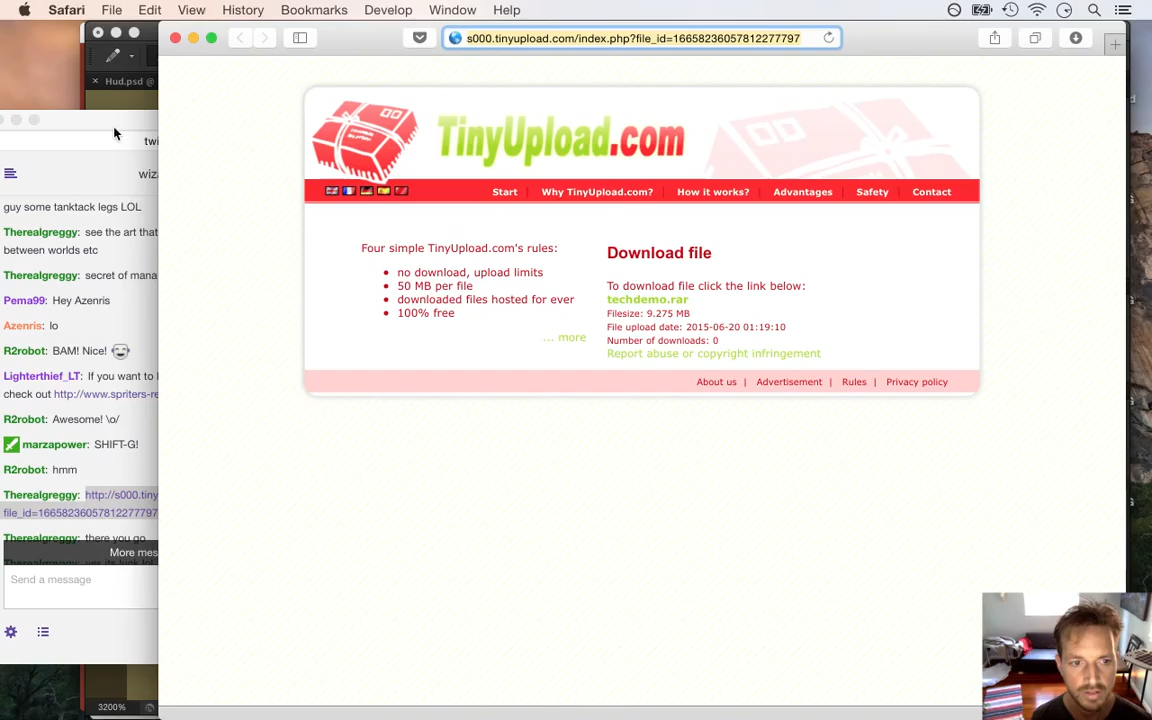 Safari File Edit View History Bookmarks Develop Window Help
s000.tinyupload.com/index.php?file_id=16658236057812277797
Hud.psd @
TinyUpload.com
Start Why TinyUpload.com? How it works? Advantages Safety Contact
Four simple TinyUpload.com's rules:
no download, upload limits
50 MB per file
downloaded files hosted for ever
100% free
... more
Download file
To download file click the link below:
techdemo.rar
Filesize: 9.275 MB
File upload date: 2015-06-20 01:19:10
Number of downloads: 0
Report abuse or copyright infringement
About us | Advertisement | Rules | Privacy policy
twi
wiza
guy some tanktack legs LOL
Therealgreggy: see the art that
between worlds etc
Therealgreggy: secret of mana
Pema99: Hey Azenris
Azenris: lo
R2robot: BAM! Nice!
Lighterthief_LT: If you want to l
check out http://www.spriters-re
R2robot: Awesome! \o/
marzapower: SHIFT-G!
R2robot: hmm
Therealgreggy: http://s000.tiny
file_id=16658236057812277797
Therealgreggy: there you go
More mes
Send a message
3200%